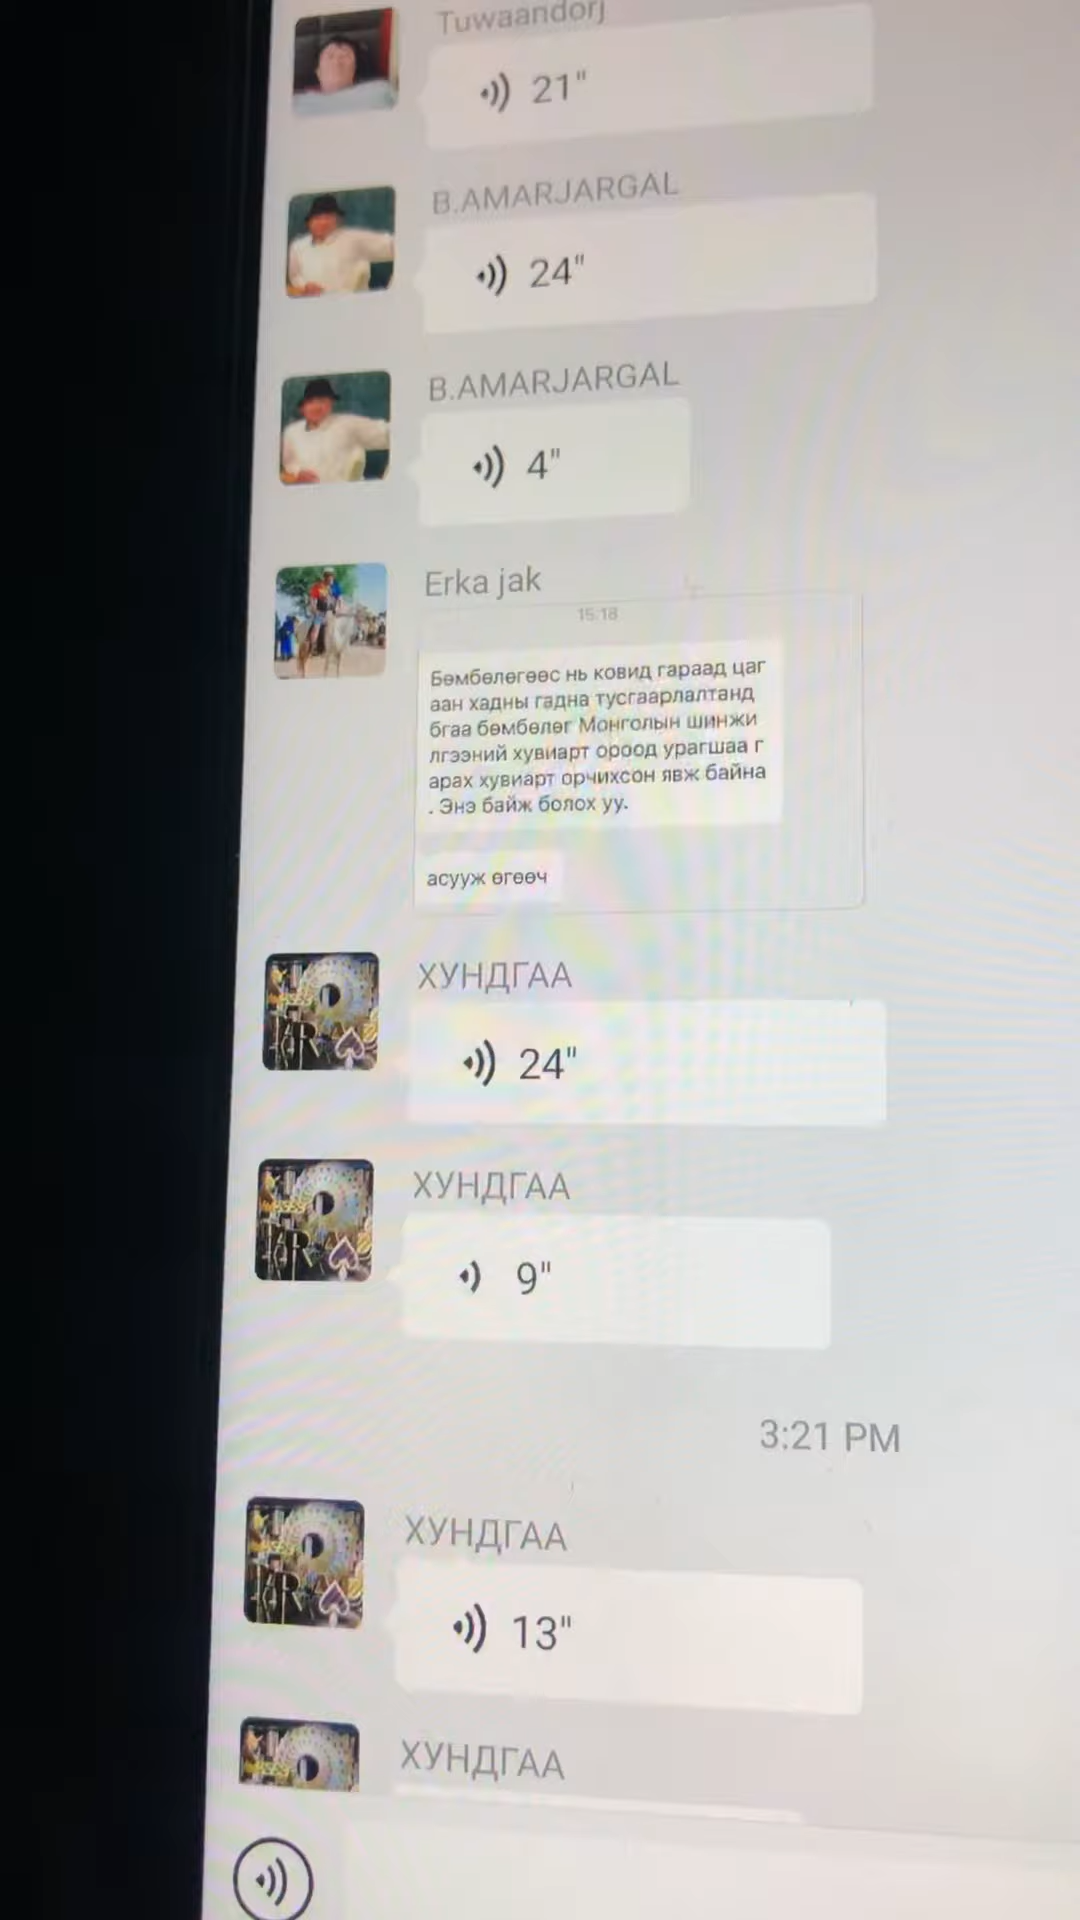 Tuwaandorj
21"
B.AMARJARGAL
24"
B.AMARJARGAL
4"
Erka jak
15:18
Бөмбөлөгөөс нь ковид гараад цаг
аан хадны гадна тусгаарлалтанд
бгаа бөмбөлөг Монголын шинжи
лгээний хувиарт ороод урагшаа г
арах хувиарт орчихсон явж байна
. Энэ байж болох уу.
асууж өгөөч
ХУНДГАА
24"
ХУНДГАА
9"
3:21 PM
ХУНДГАА
13"
ХУНДГАА